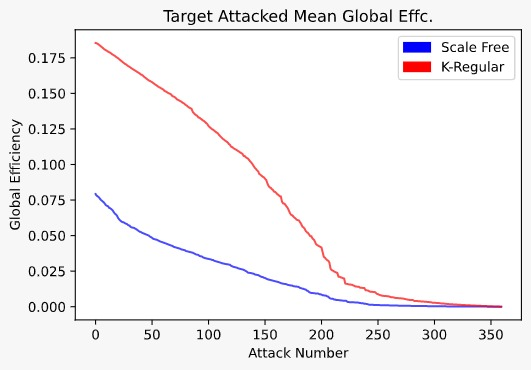 Target Attacked Mean Global Effc.
Scale Free
K-Regular
Global Efficiency
0.175
0.150
0.125
0.100
0.075
0.050
0.025
0.000
0 50 100 150 200 250 300 350
Attack Number